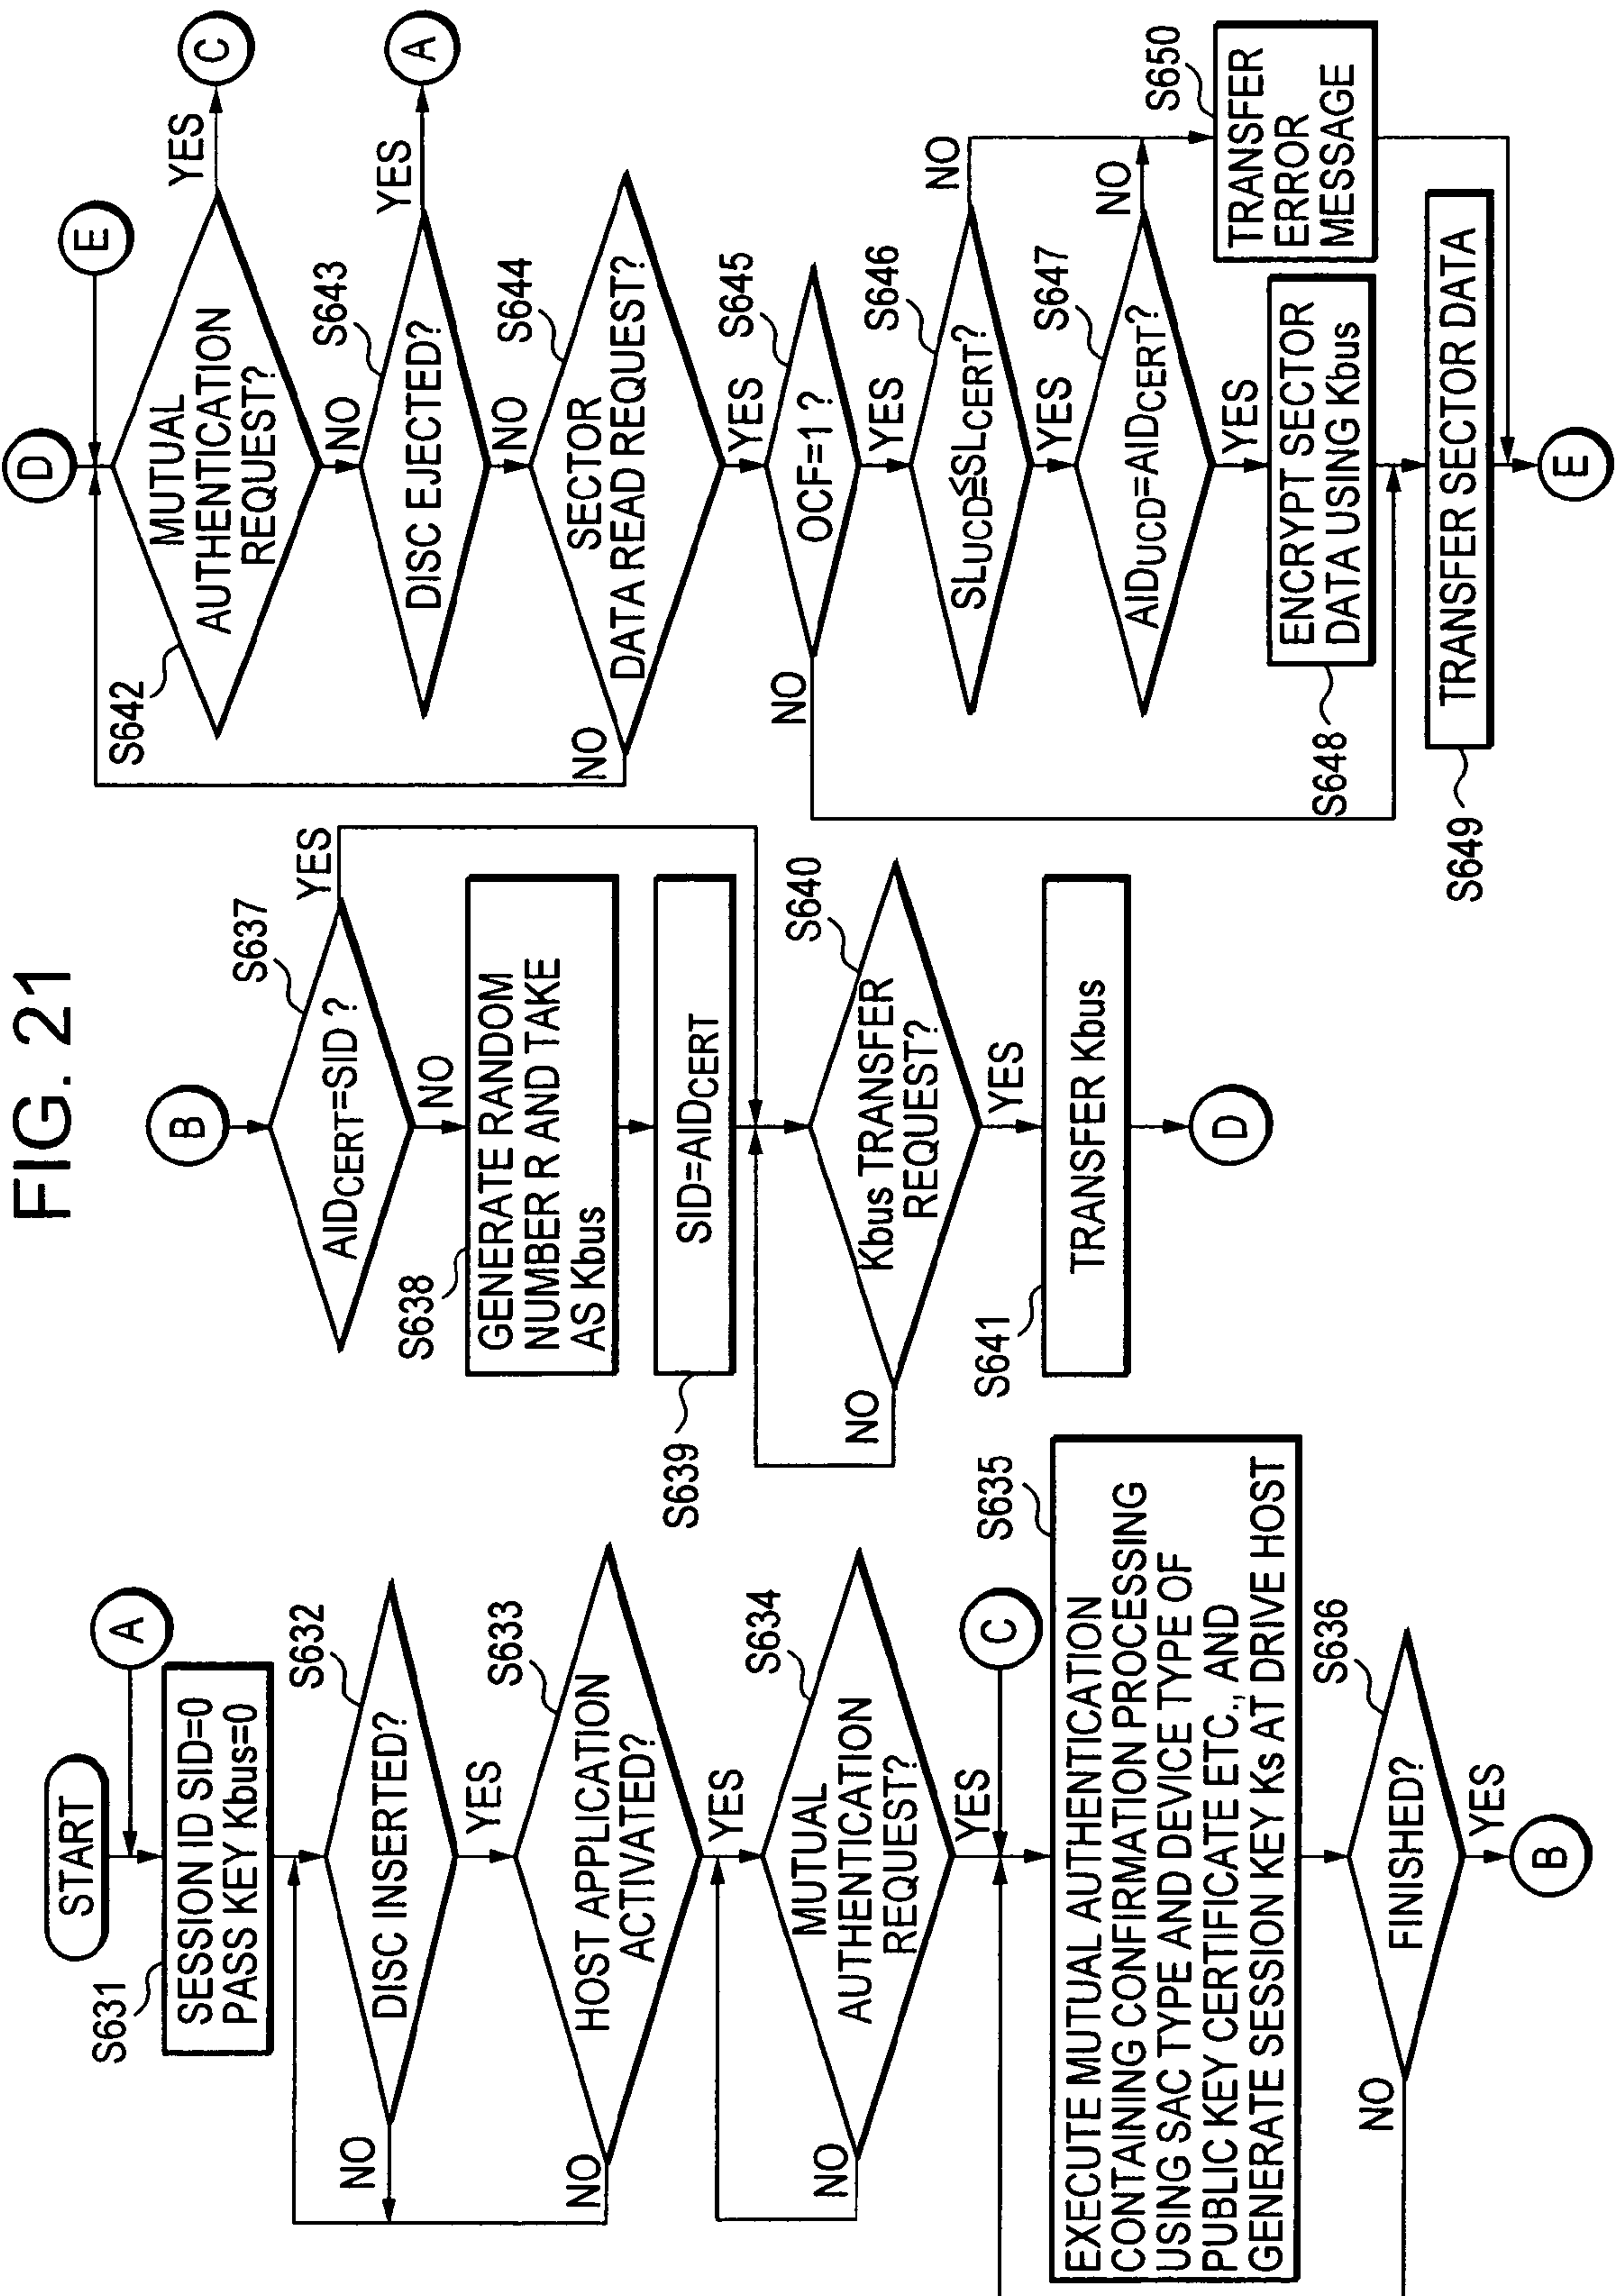 FIG. 21
START
A
S631
SESSION ID SID=0
PASS KEY Kbus=0
S632
DISC INSERTED?
NO
YES
S633
HOST APPLICATION
ACTIVATED?
NO
YES
S634
MUTUAL
AUTHENTICATION
REQUEST?
NO
YES
C
S635
EXECUTE MUTUAL AUTHENTICATION
CONTAINING CONFIRMATION PROCESSING
USING SAC TYPE AND DEVICE TYPE OF
PUBLIC KEY CERTIFICATE ETC., AND
GENERATE SESSION KEY Ks AT DRIVE HOST
S636
FINISHED?
NO
YES
B
B
S637
AIDCERT=SID ?
YES
NO
S638
GENERATE RANDOM
NUMBER R AND TAKE
AS Kbus
S639
SID=AIDCERT
S640
Kbus TRANSFER
REQUEST?
NO
YES
S641
TRANSFER Kbus
D
D
E
S642
MUTUAL
AUTHENTICATION
REQUEST?
YES
C
NO
S643
DISC EJECTED?
YES
A
NO
S644
SECTOR
DATA READ REQUEST?
NO
YES
S645
OCF=1 ?
NO
YES
S646
SLUCD≦SLCERT?
NO
YES
S647
AIDUCD=AIDCERT?
NO
YES
S648
ENCRYPT SECTOR
DATA USING Kbus
S650
TRANSFER
ERROR
MESSAGE
S649
TRANSFER SECTOR DATA
E